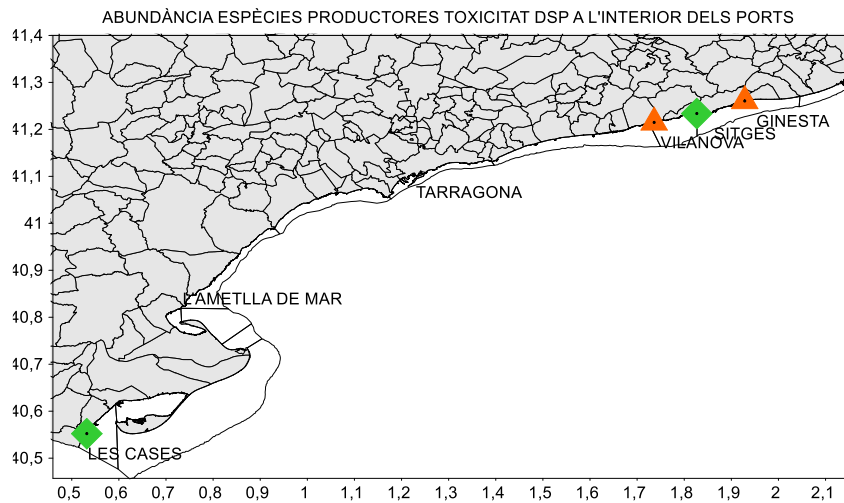 ABUNDÀNCIA ESPÈCIES PRODUCTORES TOXICITAT DSP A L'INTERIOR DELS PORTS
41,4
41,3
41,2
41,1
41
40,9
40,8
40,7
40,6
40,5
GINESTA
SITGES
VILANOVA
TARRAGONA
L'AMETLLA DE MAR
LES CASES
0,5 0,6 0,7 0,8 0,9 1 1,1 1,2 1,3 1,4 1,5 1,6 1,7 1,8 1,9 2 2,1